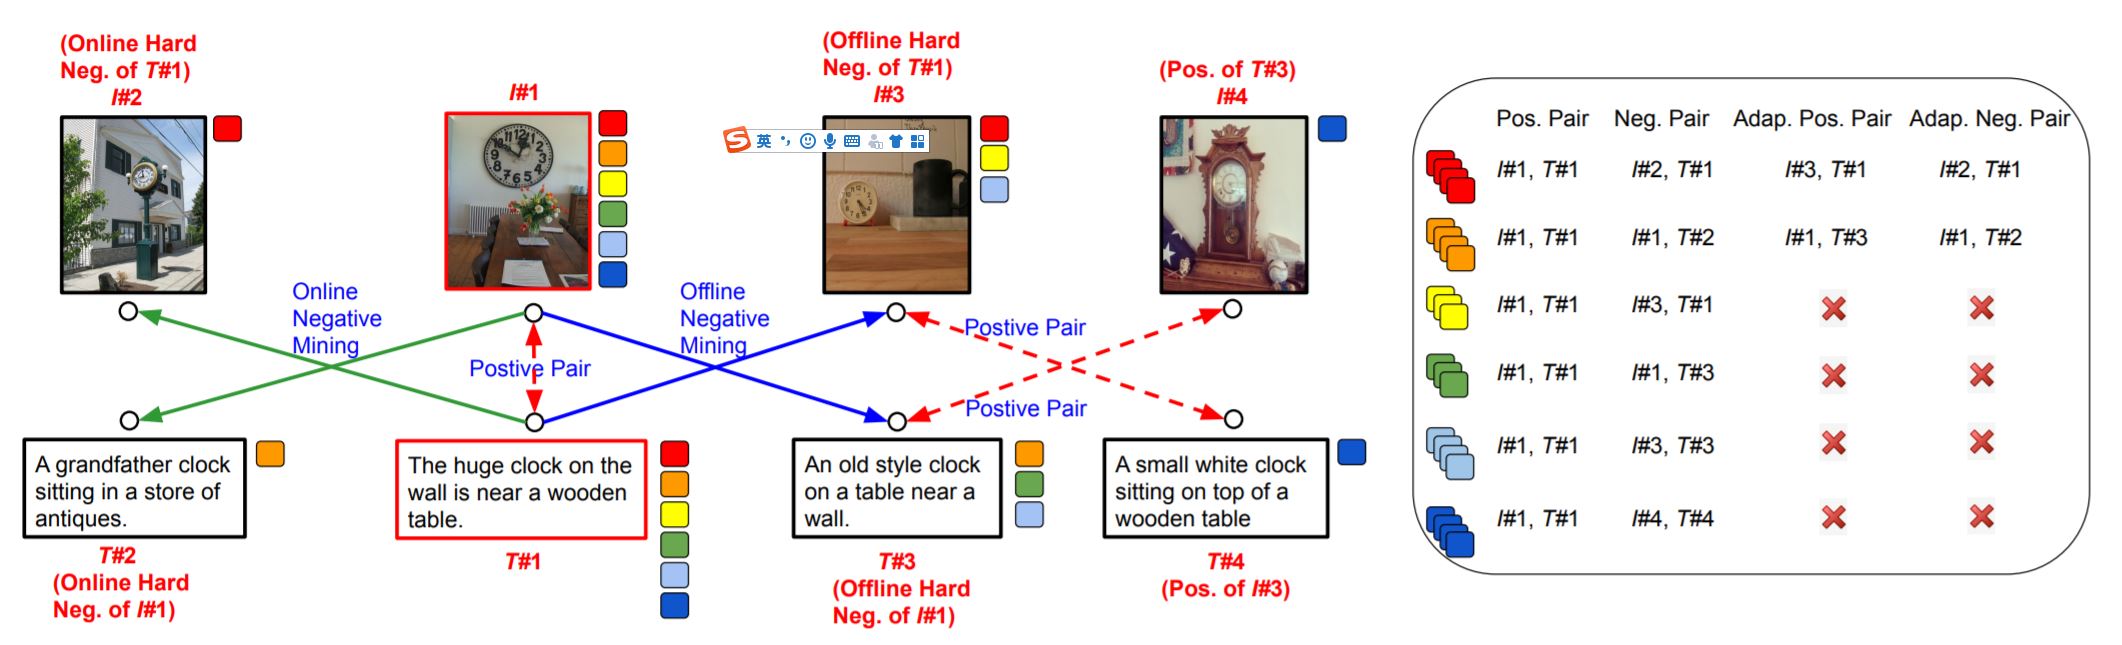 (Online Hard
Neg. of T#1)
I#2
I#1
(Offline Hard
Neg. of T#1)
I#3
(Pos. of T#3)
I#4
英
Online
Negative
Mining
Postive Pair
Offline
Negative
Mining
Postive Pair
Postive Pair
A grandfather clock
sitting in a store of
antiques.
T#2
(Online Hard
Neg. of I#1)
The huge clock on the
wall is near a wooden
table.
T#1
An old style clock
on a table near a
wall.
T#3
(Offline Hard
Neg. of I#1)
A small white clock
sitting on top of a
wooden table
T#4
(Pos. of I#3)
Pos. Pair Neg. Pair Adap. Pos. Pair Adap. Neg. Pair
I#1, T#1 I#2, T#1 I#3, T#1 I#2, T#1
I#1, T#1 I#1, T#2 I#1, T#3 I#1, T#2
I#1, T#1 I#3, T#1
I#1, T#1 I#1, T#3
I#1, T#1 I#3, T#3
I#1, T#1 I#4, T#4